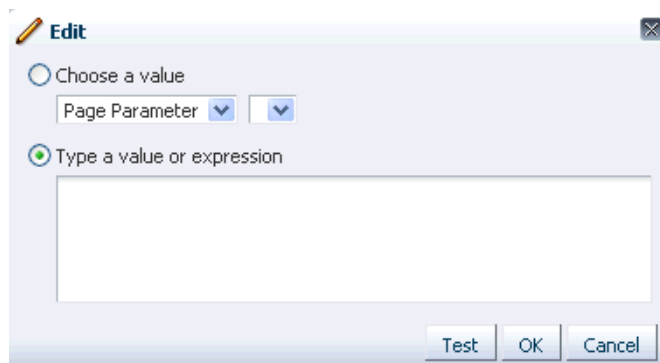 Edit
Choose a value
Page Parameter
Type a value or expression
Test OK Cancel